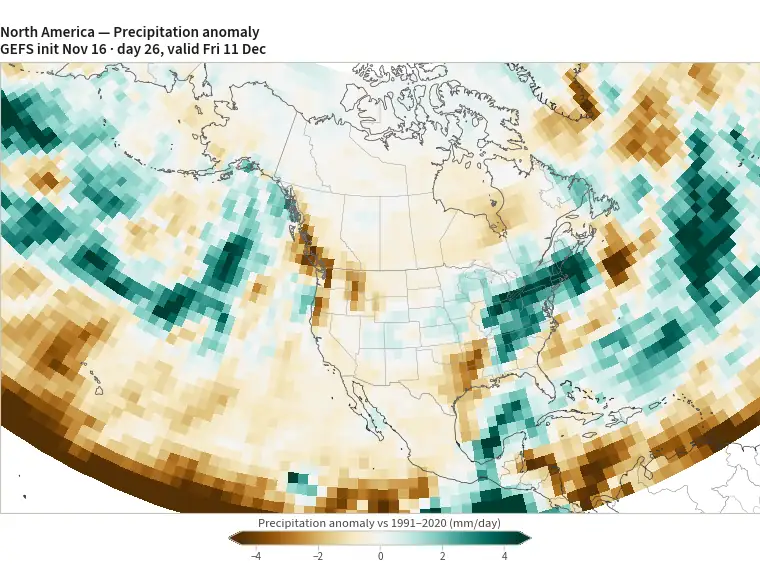 North America — Precipitation anomaly
GEFS init Nov 16 · day 26, valid Fri 11 Dec
Precipitation anomaly vs 1991–2020 (mm/day)
−4 −2 0 2 4